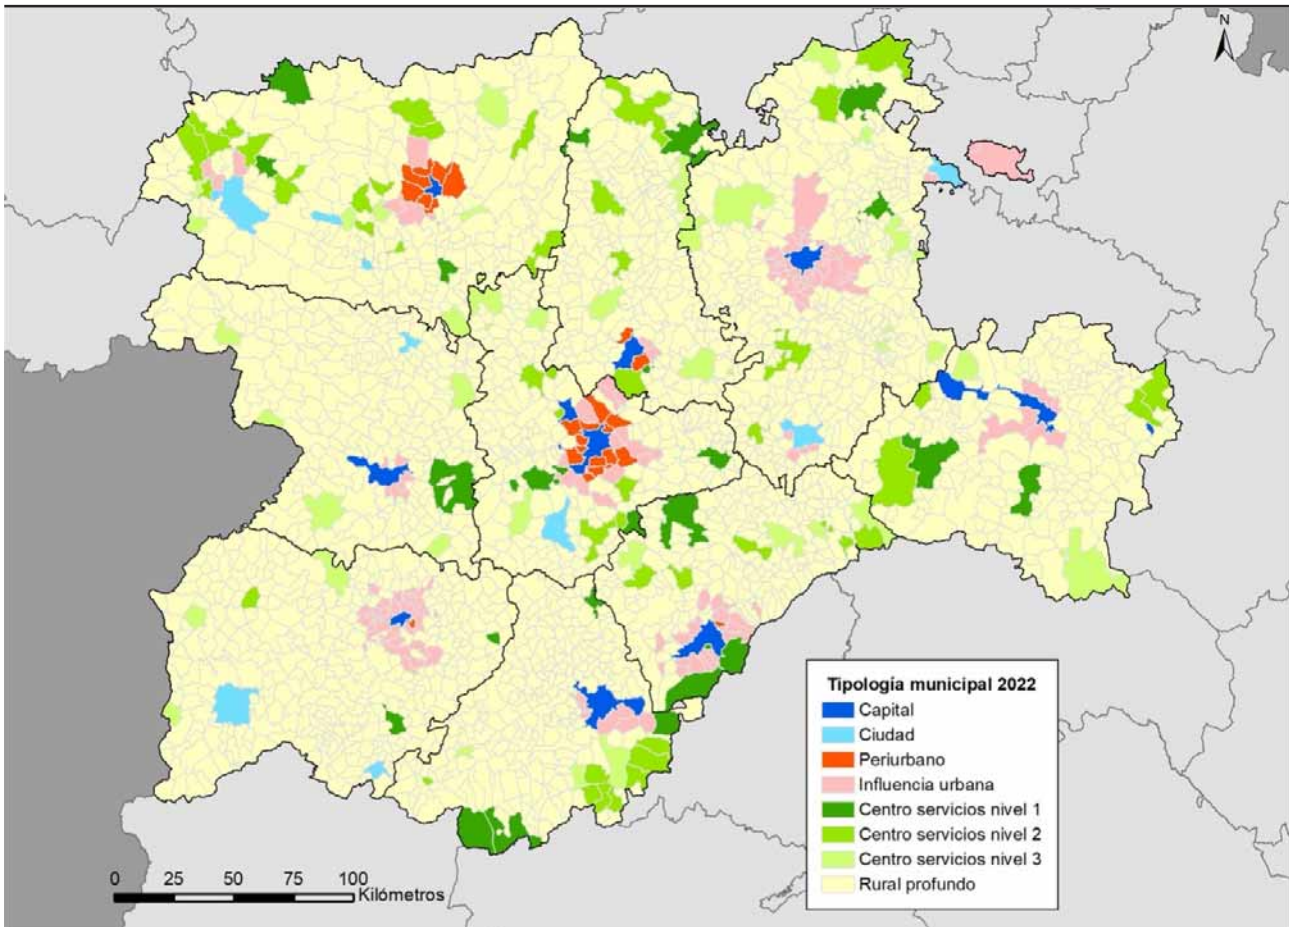 N
Tipología municipal 2022
Capital
Ciudad
Periurbano
Influencia urbana
Centro servicios nivel 1
Centro servicios nivel 2
Centro servicios nivel 3
Rural profundo
0 25 50 75 100
Kilómetros